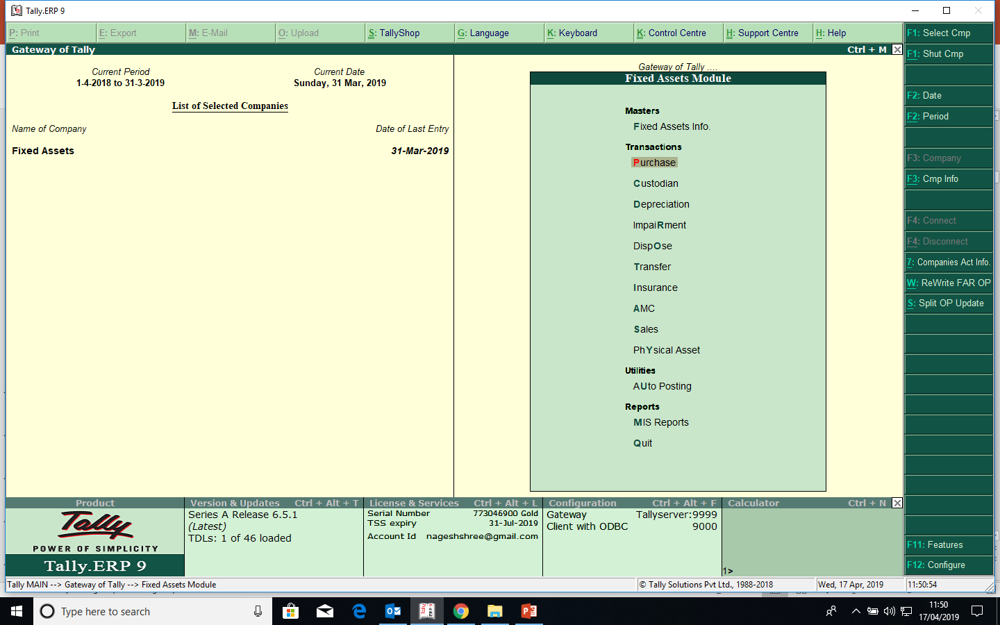 Tally.ERP 9
P: Print
E: Export
M: E-Mail
O: Upload
S: TallyShop
G: Language
K: Keyboard
K: Control Centre
H: Support Centre
H: Help
Gateway of Tally
Ctrl + M
Current Period
1-4-2018 to 31-3-2019
Current Date
Sunday, 31 Mar, 2019
List of Selected Companies
Name of Company
Date of Last Entry
Fixed Assets
31-Mar-2019
Gateway of Tally ....
Fixed Assets Module
Masters
Fixed Assets Info.
Transactions
Purchase
Custodian
Depreciation
ImpaiRment
DispOse
Transfer
Insurance
AMC
Sales
PhYsical Asset
Utilities
AUto Posting
Reports
MIS Reports
Quit
F1: Select Cmp
F1: Shut Cmp
F2: Date
F2: Period
F3: Company
F3: Cmp Info
F4: Connect
F4: Disconnect
7: Companies Act Info.
W: ReWrite FAR OP
S: Split OP Update
F11: Features
F12: Configure
Product
Tally
POWER OF SIMPLICITY
Tally.ERP 9
Version & Updates Ctrl + Alt + T
Series A Release 6.5.1
(Latest)
TDLs: 1 of 46 loaded
License & Services Ctrl + Alt + L
Serial Number 773046900 Gold
TSS expiry 31-Jul-2019
Account Id nageshshree@gmail.com
Configuration Ctrl + Alt + F
Gateway Tallyserver:9999
Client with ODBC 9000
Calculator Ctrl + N
1>
Tally MAIN --> Gateway of Tally --> Fixed Assets Module
© Tally Solutions Pvt Ltd., 1988-2018
Wed, 17 Apr, 2019
11:50:54
Type here to search
11:50
17/04/2019